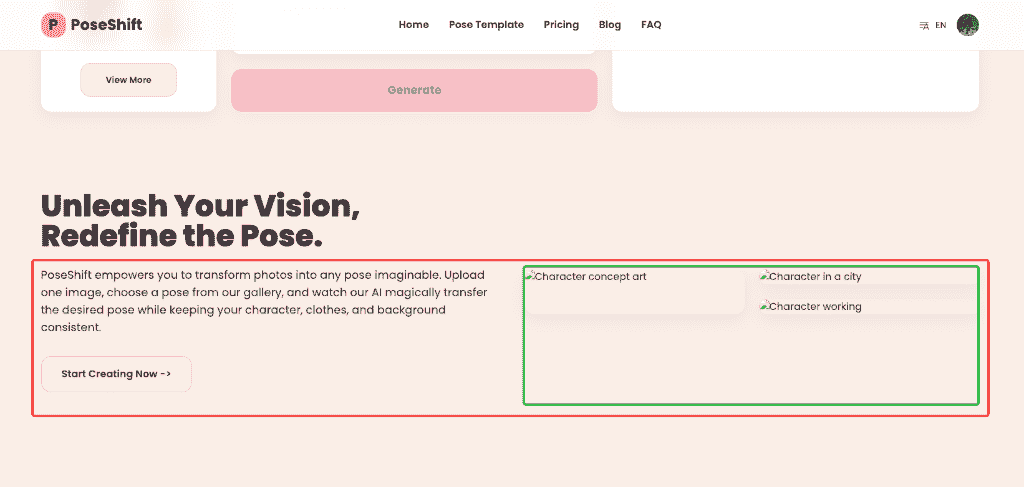 PoseShift
Home
Pose Template
Pricing
Blog
FAQ
EN
View More
Generate
Unleash Your Vision,
Redefine the Pose.
PoseShift empowers you to transform photos into any pose imaginable. Upload
one image, choose a pose from our gallery, and watch our AI magically transfer
the desired pose while keeping your character, clothes, and background
consistent.
Start Creating Now ->
Character concept art
Character in a city
Character working